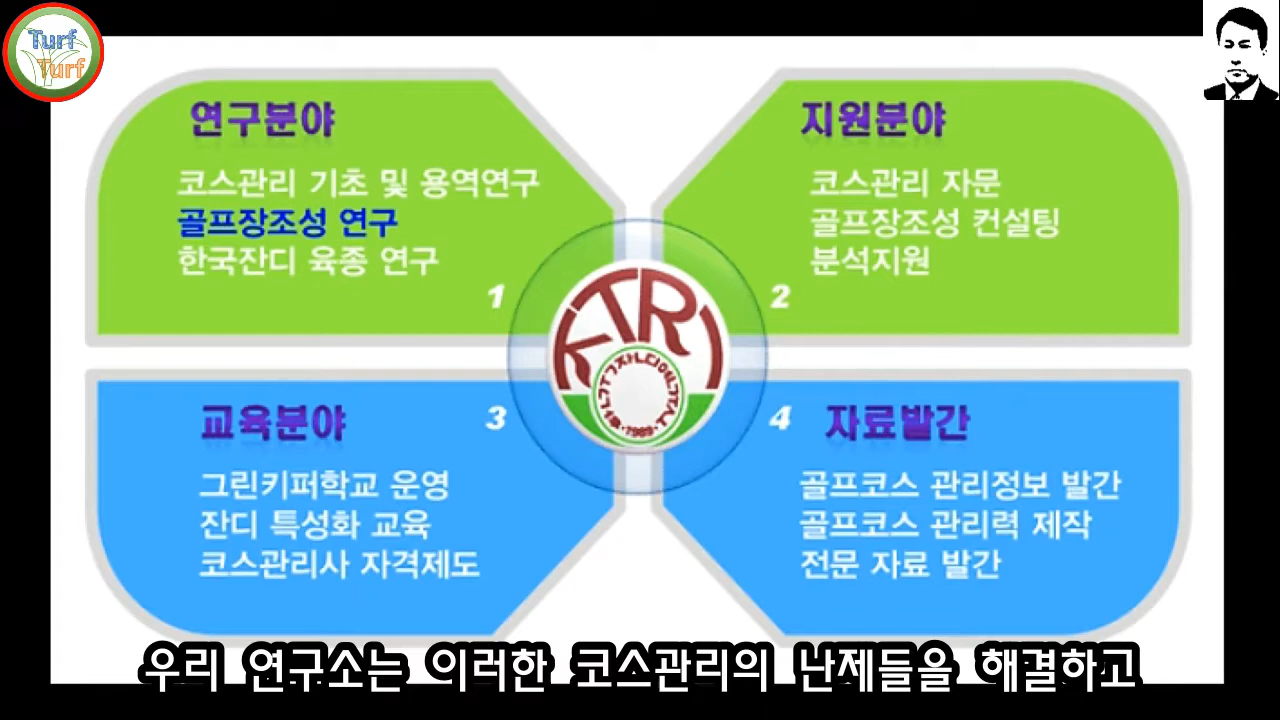 Turf
Turf
연구분야
코스관리 기초 및 용역연구
골프장조성 연구
한국잔디 육종 연구
1
지원분야
코스관리 자문
골프장조성 컨설팅
분석지원
2
KTRI
1989
교육분야
3
그린키퍼학교 운영
잔디 특성화 교육
코스관리사 자격제도
4
자료발간
골프코스 관리정보 발간
골프코스 관리력 제작
전문 자료 발간
우리 연구소는 이러한 코스관리의 난제들을 해결하고